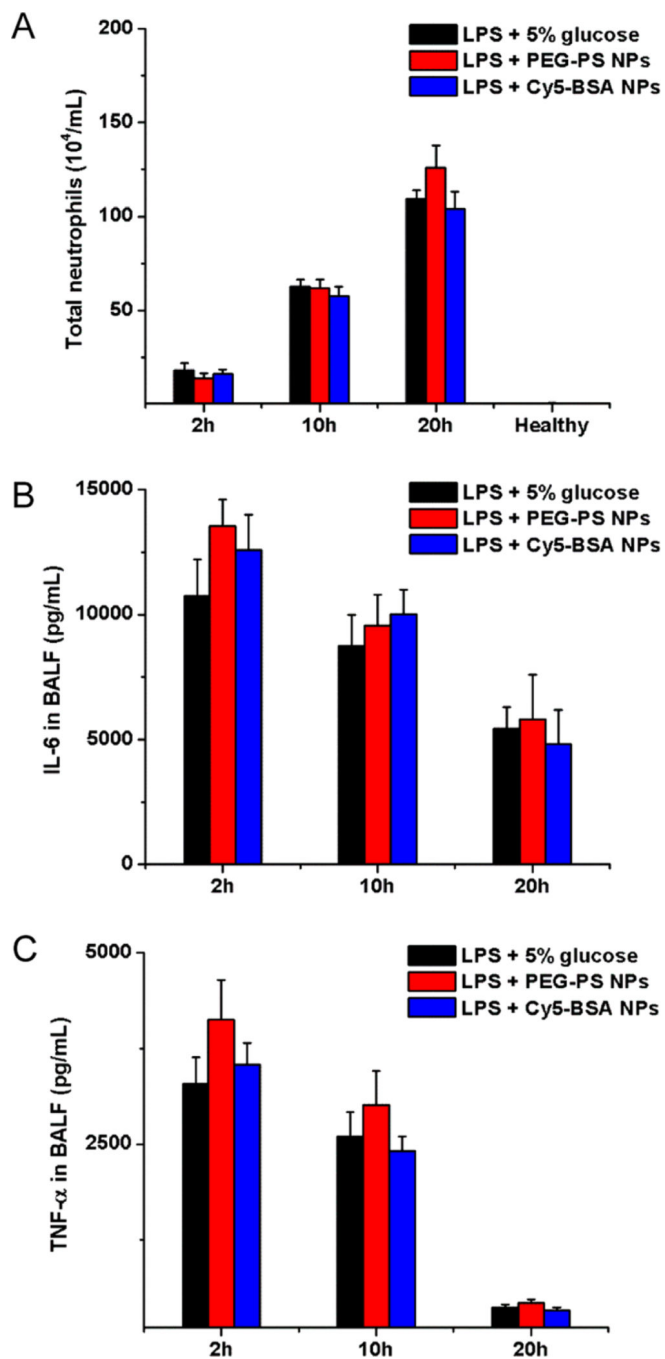 A
200
150
100
50
Total neutrophils (10⁴/mL)
LPS + 5% glucose
LPS + PEG-PS NPs
LPS + Cy5-BSA NPs
2h 10h 20h Healthy
B
15000
10000
5000
0
IL-6 in BALF (pg/mL)
LPS + 5% glucose
LPS + PEG-PS NPs
LPS + Cy5-BSA NPs
2h 10h 20h
C
5000
2500
TNF-α in BALF (pg/mL)
LPS + 5% glucose
LPS + PEG-PS NPs
LPS + Cy5-BSA NPs
2h 10h 20h